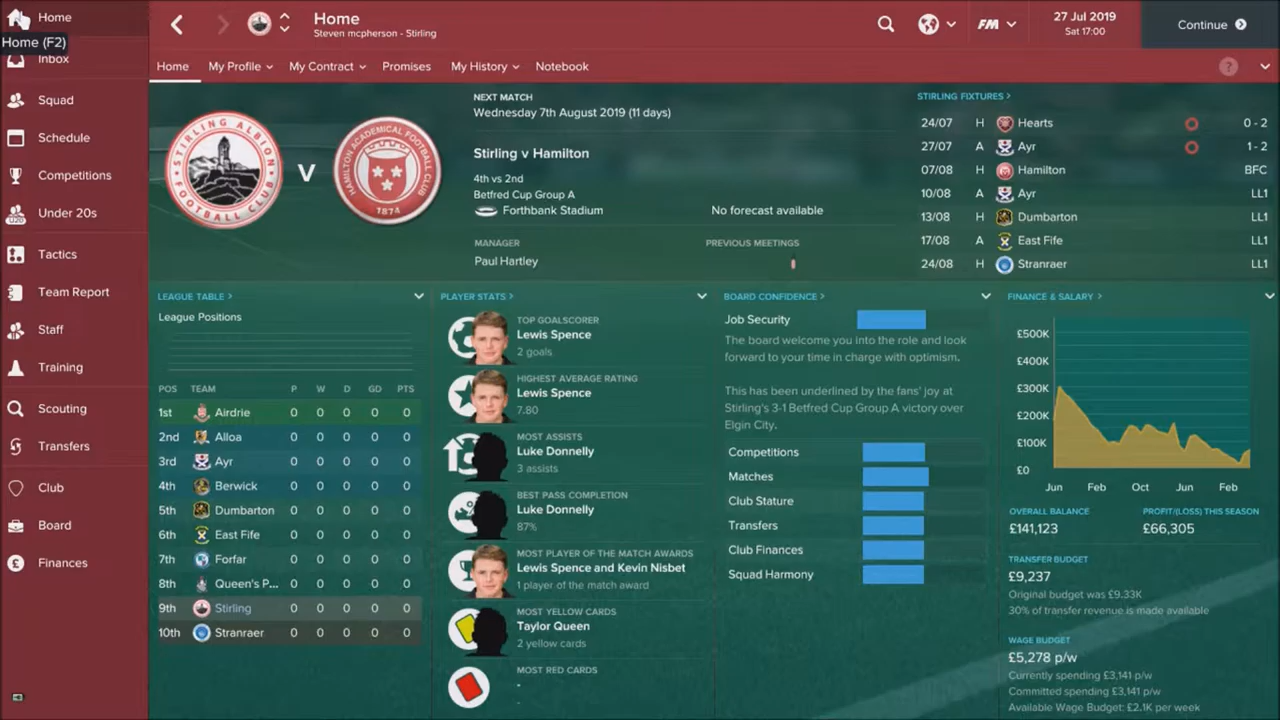 Home
Home (F2)
Inbox
Squad
Schedule
Competitions
Under 20s
Tactics
Team Report
Staff
Training
Scouting
Transfers
Club
Board
Finances
Home
Steven mcpherson - Stirling
FM
27 Jul 2019
Sat 17:00
Continue
Home
My Profile
My Contract
Promises
My History
Notebook
?
STIRLING ALBION
FOOTBALL CLUB
V
HAMILTON ACADEMICAL FOOTBALL CLUB
1874
NEXT MATCH
Wednesday 7th August 2019 (11 days)
Stirling v Hamilton
4th vs 2nd
Betfred Cup Group A
Forthbank Stadium
No forecast available
MANAGER
Paul Hartley
PREVIOUS MEETINGS
STIRLING FIXTURES >
24/07 H Hearts 0 - 2
27/07 A Ayr 1 - 2
07/08 H Hamilton BFC
10/08 A Ayr LL1
13/08 H Dumbarton LL1
17/08 A East Fife LL1
24/08 H Stranraer LL1
LEAGUE TABLE >
League Positions
POS TEAM P W D GD PTS
1st Airdrie 0 0 0 0 0
2nd Alloa 0 0 0 0 0
3rd Ayr 0 0 0 0 0
4th Berwick 0 0 0 0 0
5th Dumbarton 0 0 0 0 0
6th East Fife 0 0 0 0 0
7th Forfar 0 0 0 0 0
8th Queen's P... 0 0 0 0 0
9th Stirling 0 0 0 0 0
10th Stranraer 0 0 0 0 0
PLAYER STATS >
TOP GOALSCORER
Lewis Spence
2 goals
HIGHEST AVERAGE RATING
Lewis Spence
7.80
MOST ASSISTS
Luke Donnelly
3 assists
BEST PASS COMPLETION
Luke Donnelly
87%
MOST PLAYER OF THE MATCH AWARDS
Lewis Spence and Kevin Nisbet
1 player of the match award
MOST YELLOW CARDS
Taylor Queen
2 yellow cards
MOST RED CARDS
-
-
BOARD CONFIDENCE >
Job Security
The board welcome you into the role and look
forward to your time in charge with optimism.
This has been underlined by the fans' joy at
Stirling's 3-1 Betfred Cup Group A victory over
Elgin City.
Competitions
Matches
Club Stature
Transfers
Club Finances
Squad Harmony
FINANCE & SALARY >
£500K
£400K
£300K
£200K
£100K
£0
Jun Feb Oct Jun Feb
OVERALL BALANCE
£141,123
PROFIT/(LOSS) THIS SEASON
£66,305
TRANSFER BUDGET
£9,237
Original budget was £9.33K
30% of transfer revenue is made available
WAGE BUDGET
£5,278 p/w
Currently spending £3,141 p/w
Committed spending £3,141 p/w
Available Wage Budget: £2.1K per week